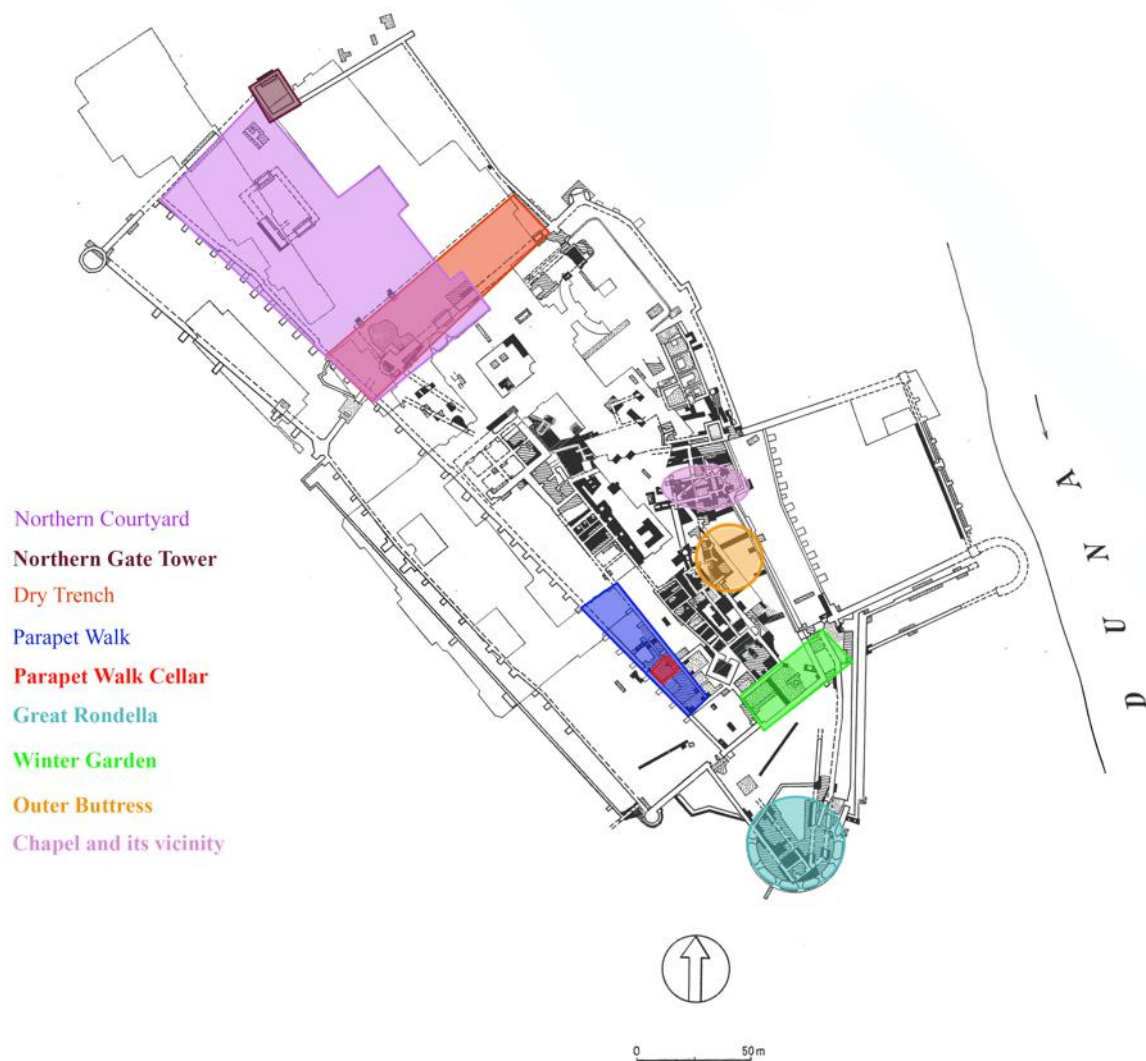 Northern Courtyard
Northern Gate Tower
Dry Trench
Parapet Walk
Parapet Walk Cellar
Great Rondella
Winter Garden
Outer Buttress
Chapel and its vicinity
DUNA
0 50 m